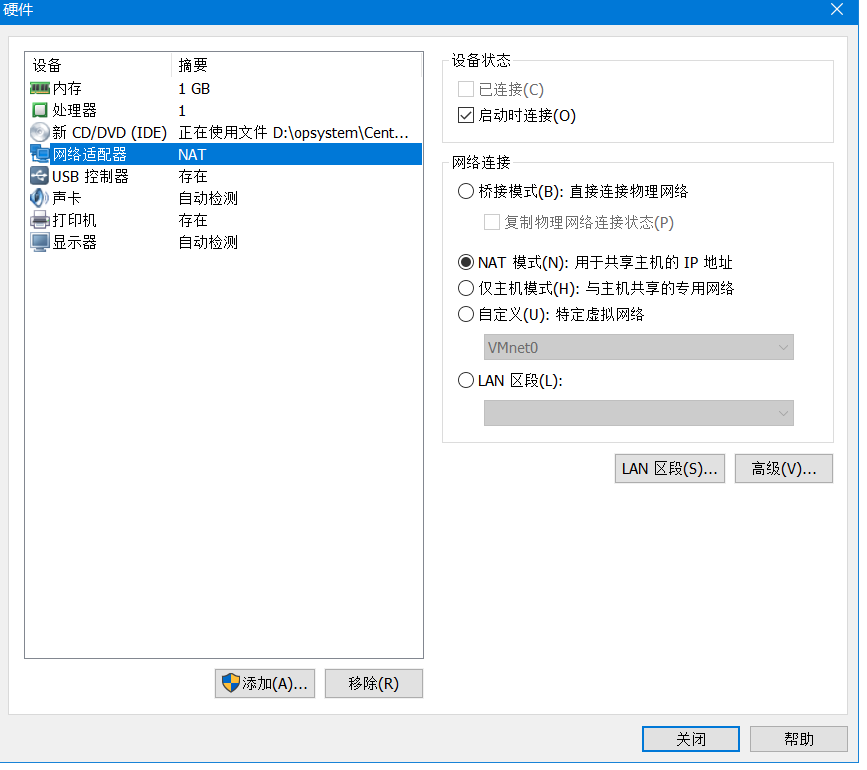 硬件
设备 摘要
内存 1 GB
处理器 1
新 CD/DVD (IDE) 正在使用文件 D:\opsystem\Cent...
网络适配器 NAT
USB 控制器 存在
声卡 自动检测
打印机 存在
显示器 自动检测
添加(A)... 移除(R)
设备状态
已连接(C)
启动时连接(O)
网络连接
桥接模式(B): 直接连接物理网络
复制物理网络连接状态(P)
NAT 模式(N): 用于共享主机的 IP 地址
仅主机模式(H): 与主机共享的专用网络
自定义(U): 特定虚拟网络
VMnet0
LAN 区段(L):
LAN 区段(S)... 高级(V)...
关闭 帮助